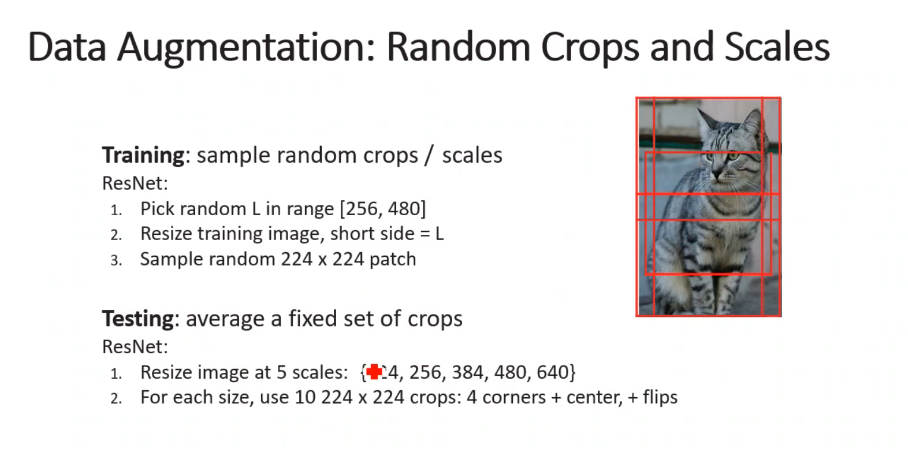 Data Augmentation: Random Crops and Scales
Training: sample random crops / scales
ResNet:
1. Pick random L in range [256, 480]
2. Resize training image, short side = L
3. Sample random 224 x 224 patch
Testing: average a fixed set of crops
ResNet:
1. Resize image at 5 scales: { 256, 384, 480, 640}
2. For each size, use 10 224 x 224 crops: 4 corners + center, + flips